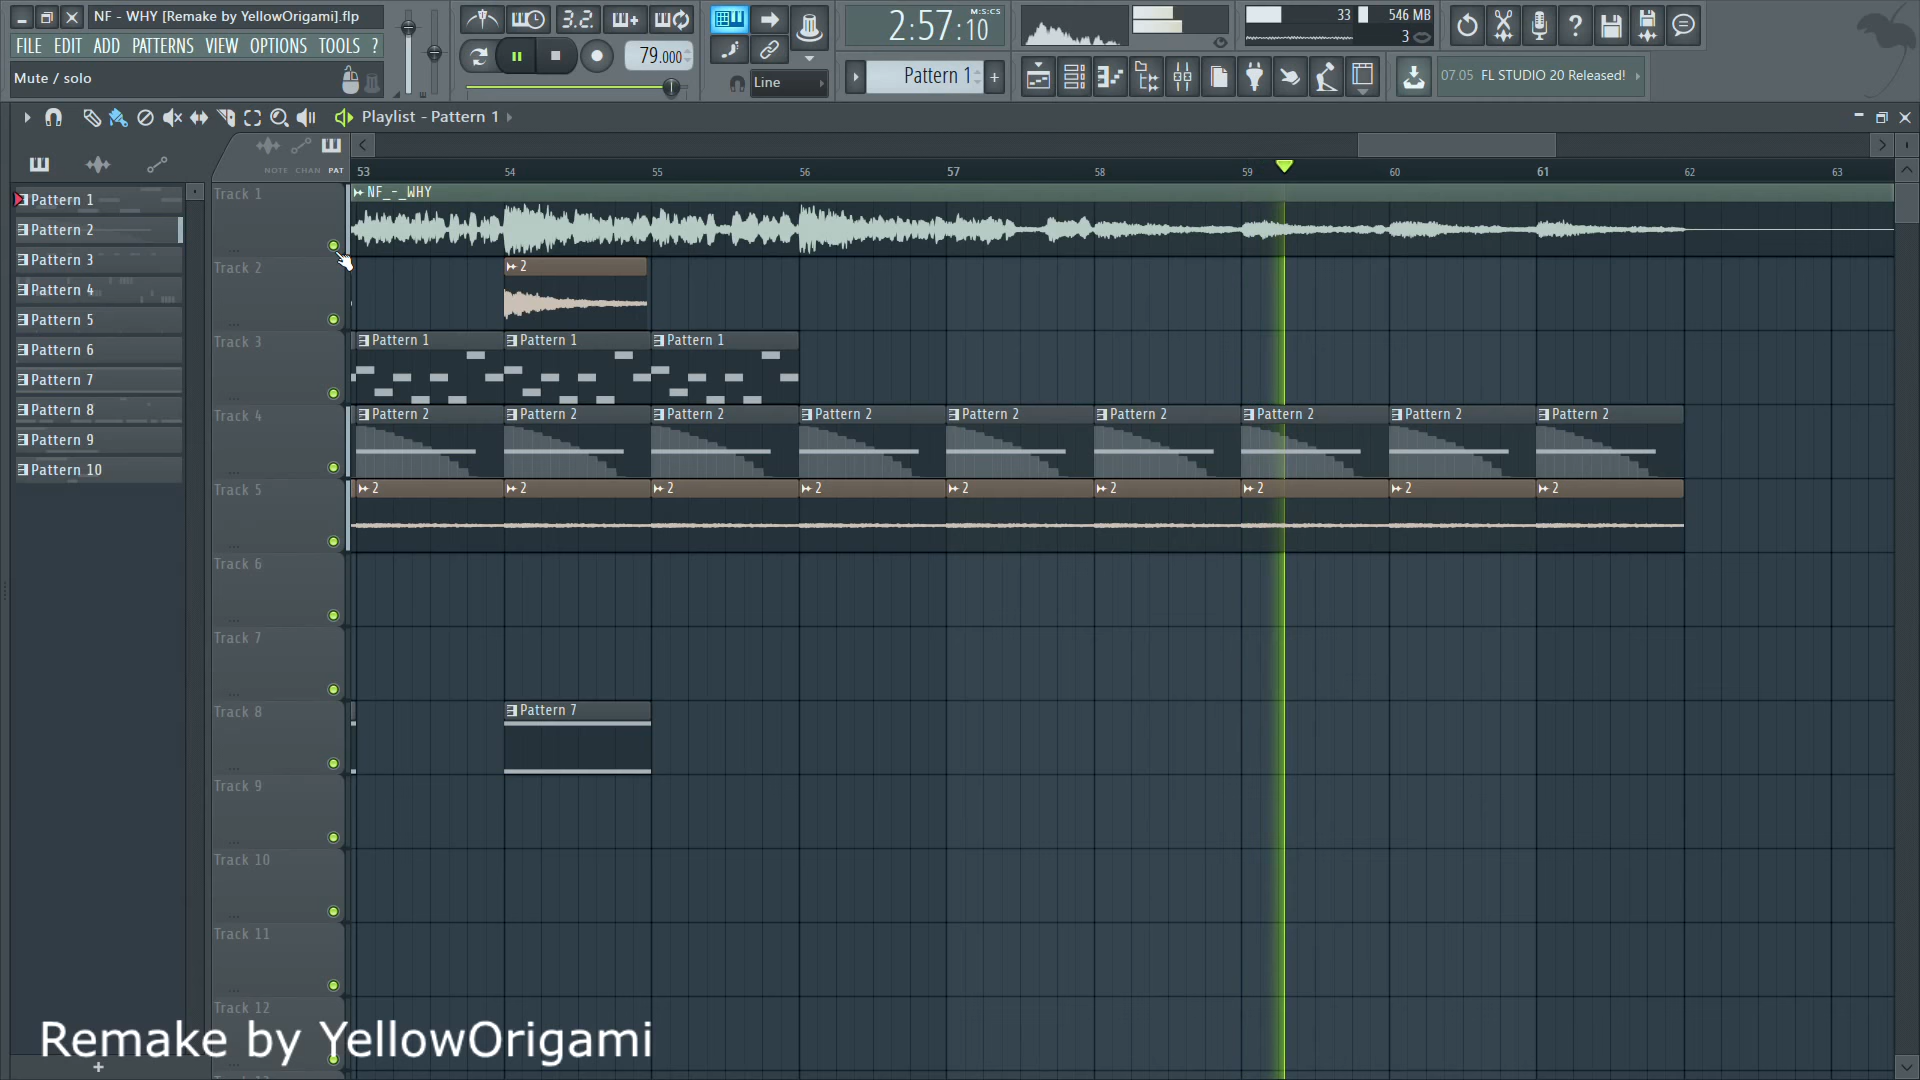 NF - WHY [Remake by YellowOrigami].flp
FILE EDIT ADD PATTERNS VIEW OPTIONS TOOLS ?
Mute / solo
3.2.
79.000
Line
2:57:10
M:S:CS
Pattern 1
33
546 MB
3
07.05 FL STUDIO 20 Released!
Playlist - Pattern 1
NOTE CHAN PAT
53 54 55 56 57 58 59 60 61 62 63
Pattern 1
Pattern 2
Pattern 3
Pattern 4
Pattern 5
Pattern 6
Pattern 7
Pattern 8
Pattern 9
Pattern 10
Track 1
NF_-_WHY
Track 2
2
Track 3
Pattern 1 Pattern 1 Pattern 1
Track 4
Pattern 2 Pattern 2 Pattern 2 Pattern 2 Pattern 2 Pattern 2 Pattern 2 Pattern 2 Pattern 2
Track 5
2 2 2 2 2 2 2 2 2
Track 6
Track 7
Track 8
Pattern 7
Track 9
Track 10
Track 11
Track 12
Remake by YellowOrigami